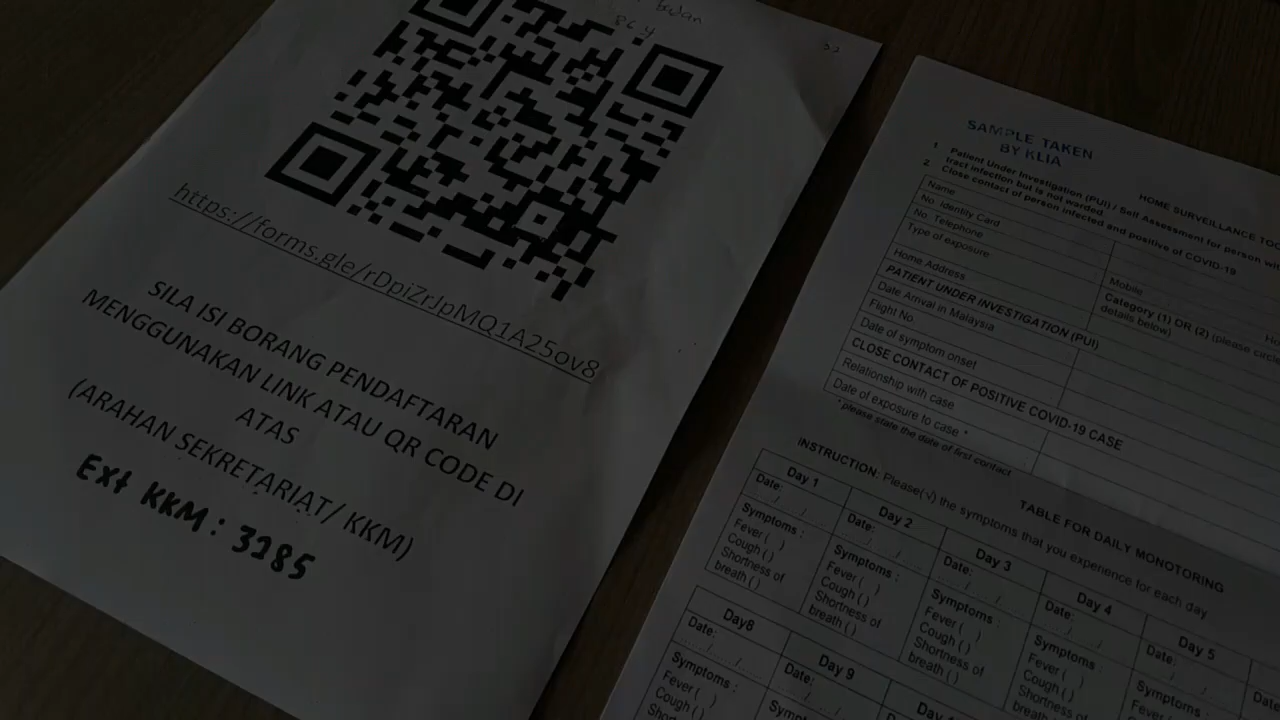 badan
https://forms.gle/rDpiZrJpMQ1A25ov8
SILA ISI BORANG PENDAFTARAN
MENGGUNAKAN LINK ATAU QR CODE DI
ATAS
(ARAHAN SEKRETARIAT/ KKM)
Ext KKM : 3285
SAMPLE TAKEN
BY KLIA
HOME SURVEILLANCE TOO
1 Patient Under Investigation (PUI) / Self Assessment for person wit
tract infection but is not warded
2. Close contact of person infected and positive of COVID-19
Name
No. Identity Card
No. Telephone
Mobile
Type of exposure
Category (1) OR (2) (please circl
details below)
Home Address
Ho
PATIENT UNDER INVESTIGATION (PUI)
Date Arrival in Malaysia
Flight No
Date of symptom onset
CLOSE CONTACT OF POSITIVE COVID-19 CASE
Relationship with case
Date of exposure to case *
* please state the date of first contact
TABLE FOR DAILY MONOTORING
INSTRUCTION: Please(√) the symptoms that you experience for each day
Day 1 Day 2 Day 3 Day 4 Day 5
Date: Date: Date: Date: Date:
Symptoms : Symptoms : Symptoms : Symptoms : Symptoms :
Fever ( ) Fever ( ) Fever ( ) Fever ( ) Fever (
Cough ( ) Cough ( ) Cough ( ) Cough ( )
Shortness of Shortness of Shortness of Shortness of
breath ( ) breath ( ) breath ( )
Day8 Day 9
Date: Date:
Symptoms :
Fever ( )
Cough ( )